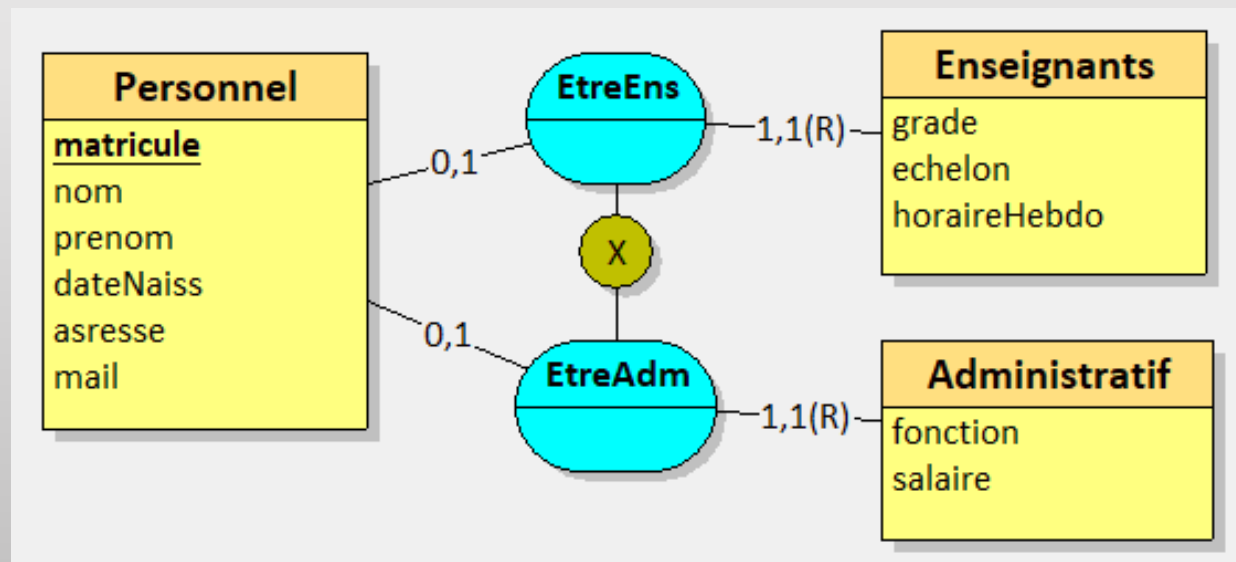 Personnel
matricule
nom
prenom
dateNaiss
asresse
mail
0,1
0,1
EtreEns
X
EtreAdm
1,1(R)
1,1(R)
Enseignants
grade
echelon
horaireHebdo
Administratif
fonction
salaire